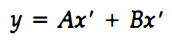 y = Ax' + Bx'